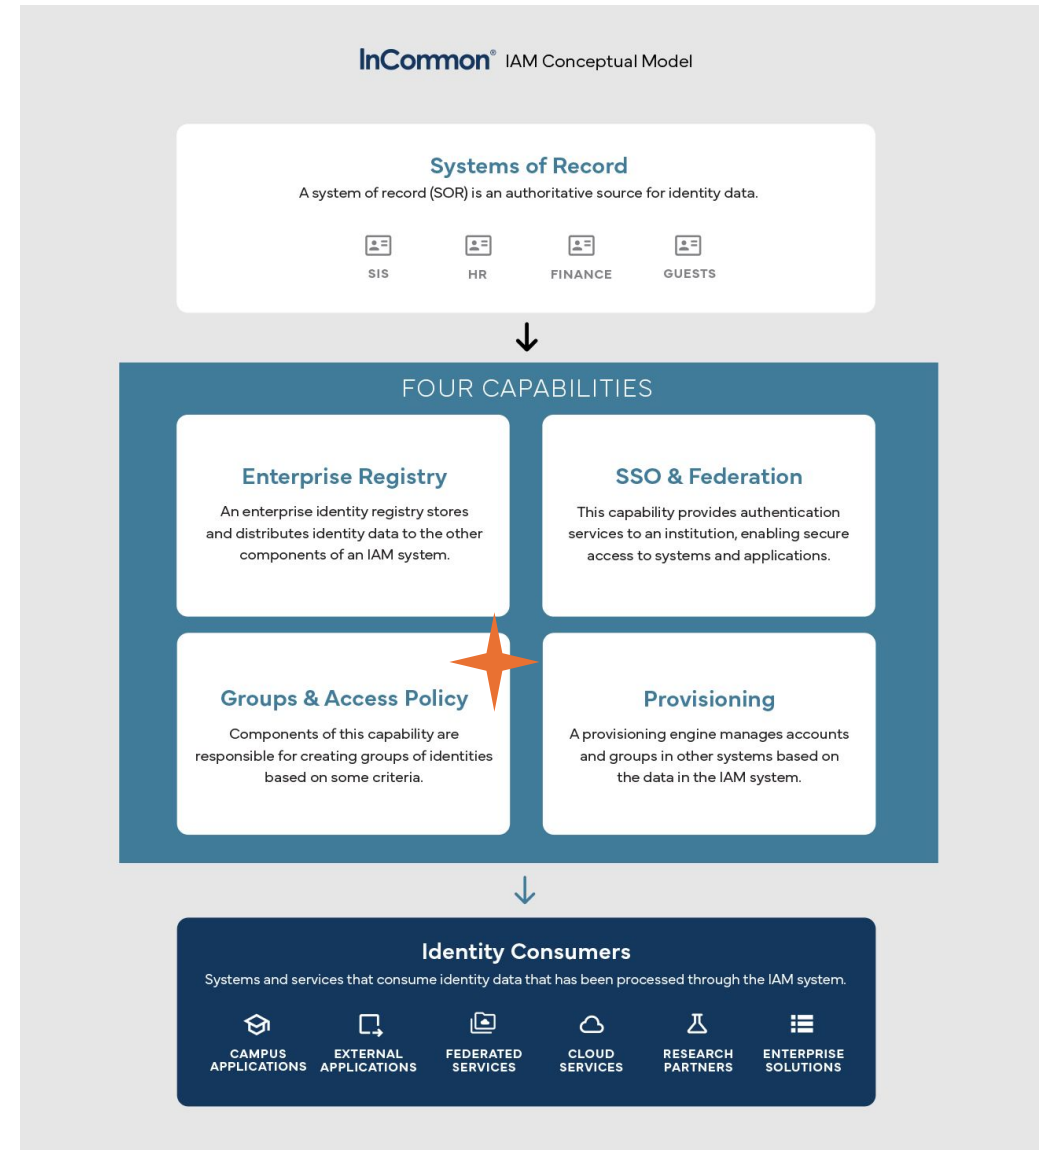 InCommon® IAM Conceptual Model
Systems of Record
A system of record (SOR) is an authoritative source for identity data.
SIS
HR
FINANCE
GUESTS
FOUR CAPABILITIES
Enterprise Registry
An enterprise identity registry stores
and distributes identity data to the other
components of an IAM system.
SSO & Federation
This capability provides authentication
services to an institution, enabling secure
access to systems and applications.
Groups & Access Policy
Components of this capability are
responsible for creating groups of identities
based on some criteria.
Provisioning
A provisioning engine manages accounts
and groups in other systems based on
the data in the IAM system.
Identity Consumers
Systems and services that consume identity data that has been processed through the IAM system.
CAMPUS
APPLICATIONS
EXTERNAL
APPLICATIONS
FEDERATED
SERVICES
CLOUD
SERVICES
RESEARCH
PARTNERS
ENTERPRISE
SOLUTIONS